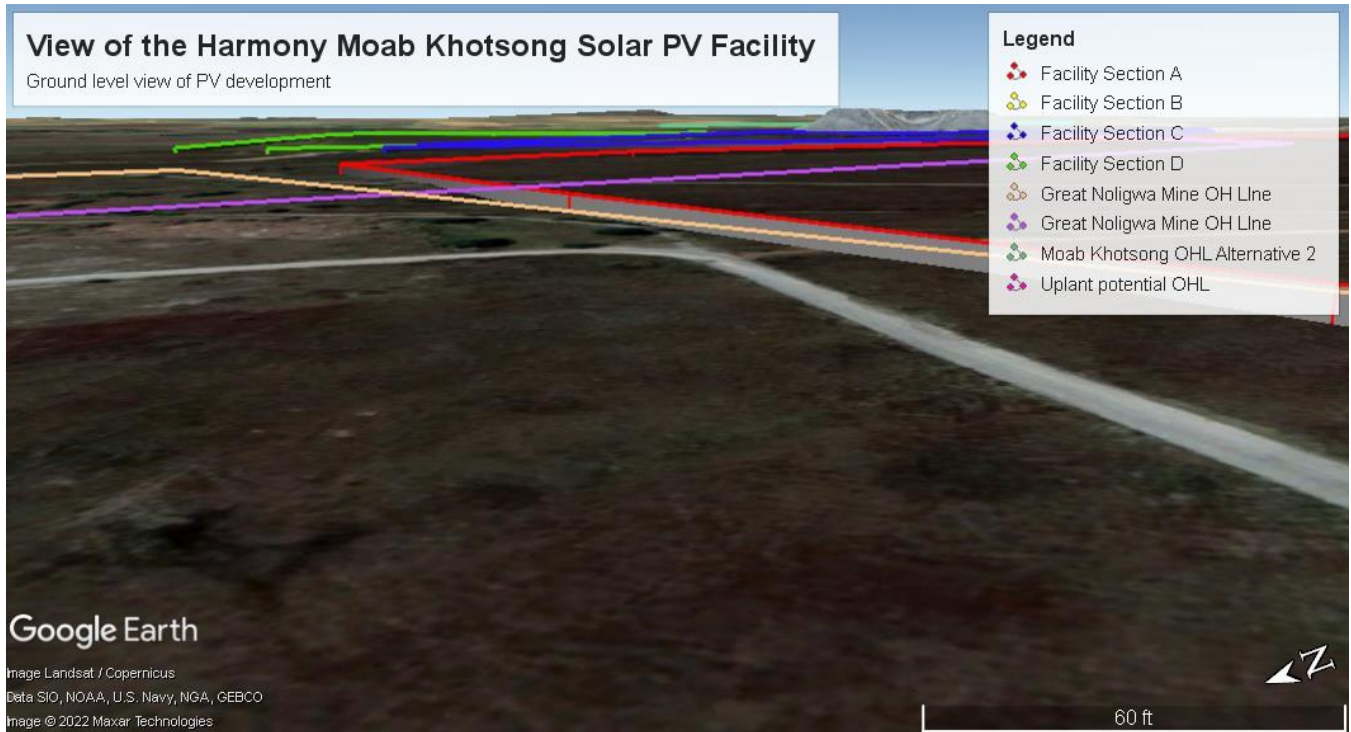 View of the Harmony Moab Khotsong Solar PV Facility
Ground level view of PV development
Legend
Facility Section A
Facility Section B
Facility Section C
Facility Section D
Great Noligwa Mine OH LIne
Great Noligwa Mine OH LIne
Moab Khotsong OHL Alternative 2
Uplant potential OHL
Google Earth
Image Landsat / Copernicus
Data SIO, NOAA, U.S. Navy, NGA, GEBCO
Image © 2022 Maxar Technologies
N
60 ft